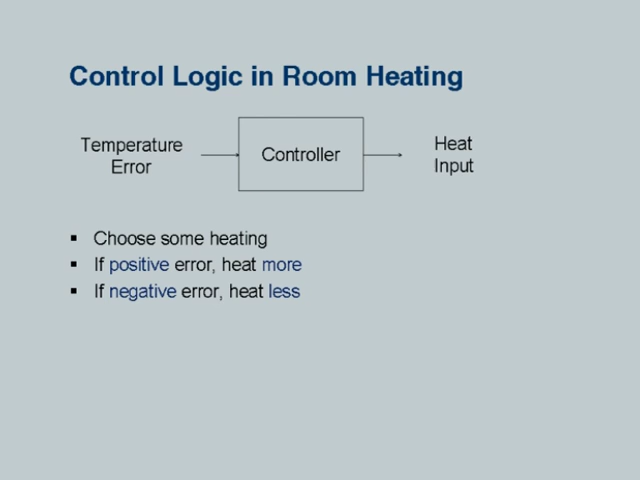 Control Logic in Room Heating
Temperature
Error
Controller
Heat
Input
▪ Choose some heating
▪ If positive error, heat more
▪ If negative error, heat less